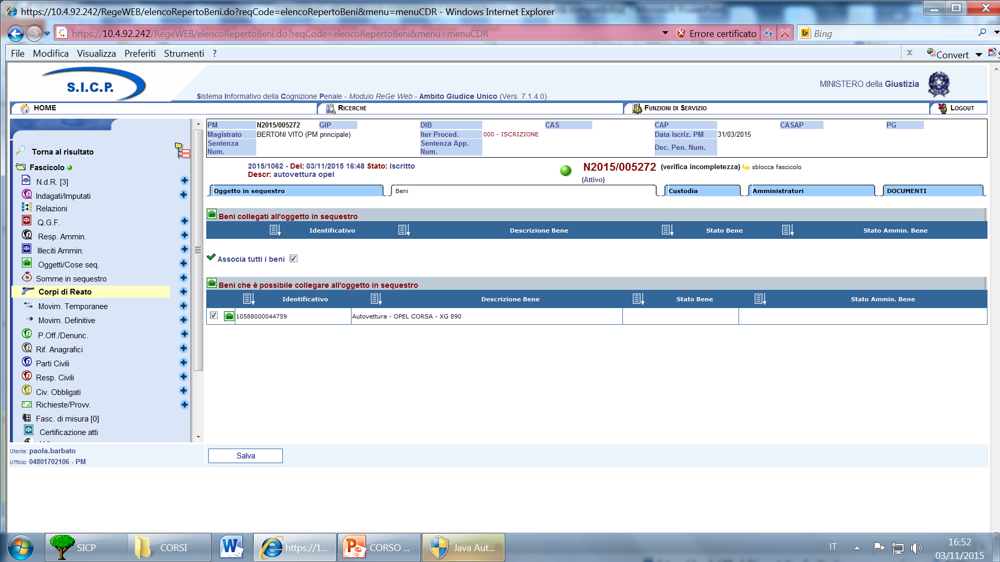 https://10.4.92.242/RegeWEB/elencoRepertoBeni.do?reqCode=elencoRepertoBeni&menu=menuCDR - Windows Internet Explorer
https://10.4.92.242/RegeWEB/elencoRepertoBeni.do?reqCode=elencoRepertoBeni&menu=menuCDR Errore certificato Bing
File Modifica Visualizza Preferiti Strumenti ? x Convert
S.I.C.P.
Sistema Informativo della Cognizione Penale - Modulo ReGe Web - Ambito Giudice Unico (Vers. 7.1.4.0)
MINISTERO della Giustizia
HOME RICERCHE FUNZIONI DI SERVIZIO LOGOUT
PM N2015/005272 GIP DIB CAS CAP CASAP PG
Magistrato BERTONI VITO (PM principale) Iter Proced. 000 - ISCRIZIONE Data Iscriz. PM 31/03/2015
Sentenza Num. Sentenza App. Num. Dec. Pen. Num.
2015/1062 - Del: 03/11/2015 16:48 Stato: Iscritto
Descr: autovettura opel
N2015/005272 (verifica incompletezza) sblocca fascicolo
(Attivo)
Oggetto in sequestro Beni Custodia Amministratori DOCUMENTI
Beni collegati all'oggetto in sequestro
Identificativo Descrizione Bene Stato Bene Stato Ammin. Bene
Associa tutti i beni
Beni che è possibile collegare all'oggetto in sequestro
Identificativo Descrizione Bene Stato Bene Stato Ammin. Bene
10588000044759 Autovettura - OPEL CORSA - XG 890
Torna al risultato
Fascicolo
N.d.R. [3]
Indagati/Imputati
Relazioni
Q.G.F.
Resp. Ammin.
Illeciti Ammin.
Oggetti/Cose seq.
Somme in sequestro
Corpi di Reato
Movim. Temporanee
Movim. Definitive
P.Off./Denunc.
Rif. Anagrafici
Parti Civili
Resp. Civili
Civ. Obbligati
Richieste/Provv.
Fasc. di misura [0]
Certificazione atti
Utente: paola.barbato
Ufficio: 04801702106 - PM
Salva
SICP CORSI https://1... CORSO ... Java Aut... IT 16:52
03/11/2015